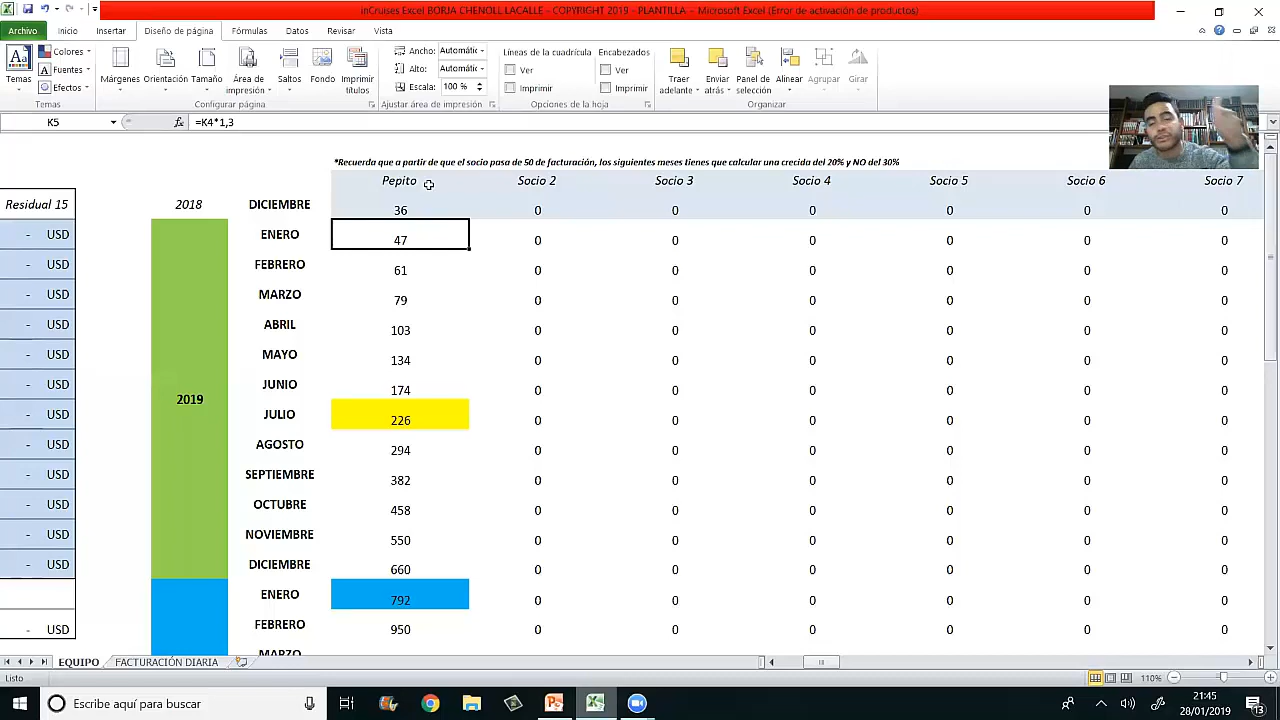 inCruises Excel BORJA CHENOLL LACALLE - COPYRIGHT 2019 - PLANTILLA - Microsoft Excel (Error de activación de productos)
Archivo Inicio Insertar Diseño de página Fórmulas Datos Revisar Vista
Aa Temas
Colores
Fuentes
Efectos
Temas
Márgenes Orientación Tamaño Área de impresión Saltos Fondo Imprimir títulos
Configurar página
Ancho: Automátic
Alto: Automátic
Escala: 100 %
Ajustar área de impresión
Líneas de la cuadrícula Encabezados
Ver Ver
Imprimir Imprimir
Opciones de la hoja
Traer adelante Enviar atrás Panel de selección Alinear Agrupar Girar
Organizar
K5 fx =K4*1,3
*Recuerda que a partir de que el socio pasa de 50 de facturación, los siguientes meses tienes que calcular una crecida del 20% y NO del 30%
Pepito Socio 2 Socio 3 Socio 4 Socio 5 Socio 6 Socio 7
Residual 15 2018 DICIEMBRE 36 0 0 0 0 0 0
- USD ENERO 47 0 0 0 0 0 0
- USD FEBRERO 61 0 0 0 0 0 0
- USD MARZO 79 0 0 0 0 0 0
- USD ABRIL 103 0 0 0 0 0 0
- USD MAYO 134 0 0 0 0 0 0
- USD JUNIO 174 0 0 0 0 0 0
2019
- USD JULIO 226 0 0 0 0 0 0
- USD AGOSTO 294 0 0 0 0 0 0
- USD SEPTIEMBRE 382 0 0 0 0 0 0
- USD OCTUBRE 458 0 0 0 0 0 0
- USD NOVIEMBRE 550 0 0 0 0 0 0
- USD DICIEMBRE 660 0 0 0 0 0 0
ENERO 792 0 0 0 0 0 0
- USD FEBRERO 950 0 0 0 0 0 0
MARZO
EQUIPO FACTURACIÓN DIARIA
Listo 110%
Escribe aquí para buscar
21:45
28/01/2019